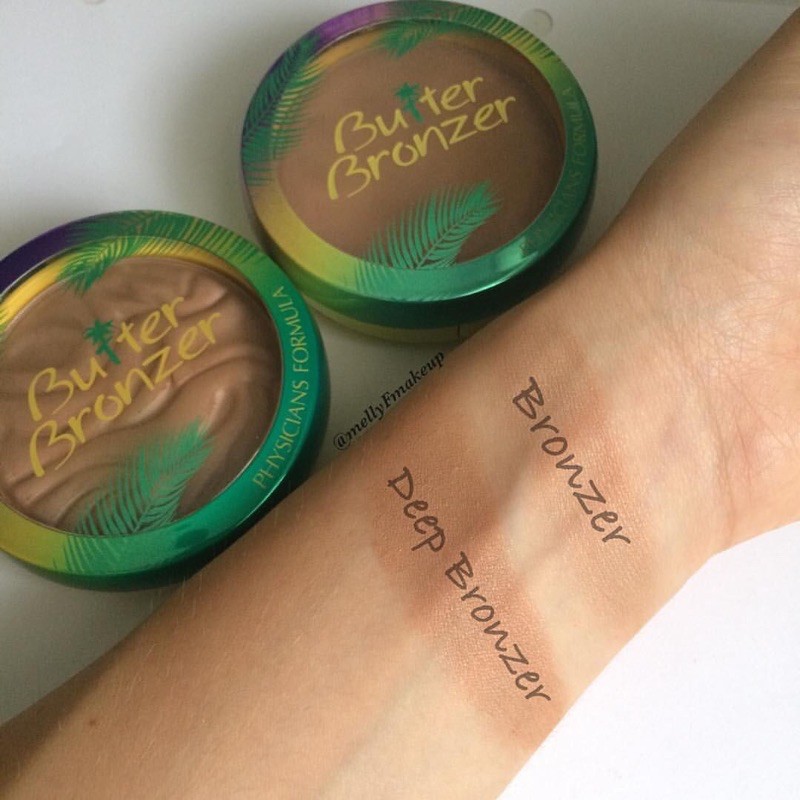 Butter
Bronzer
PHYSICIANS FORMULA
Butter
Bronzer
PHYSICIANS FORMULA
@mellyFmakeup
Bronzer
Deep Bronzer